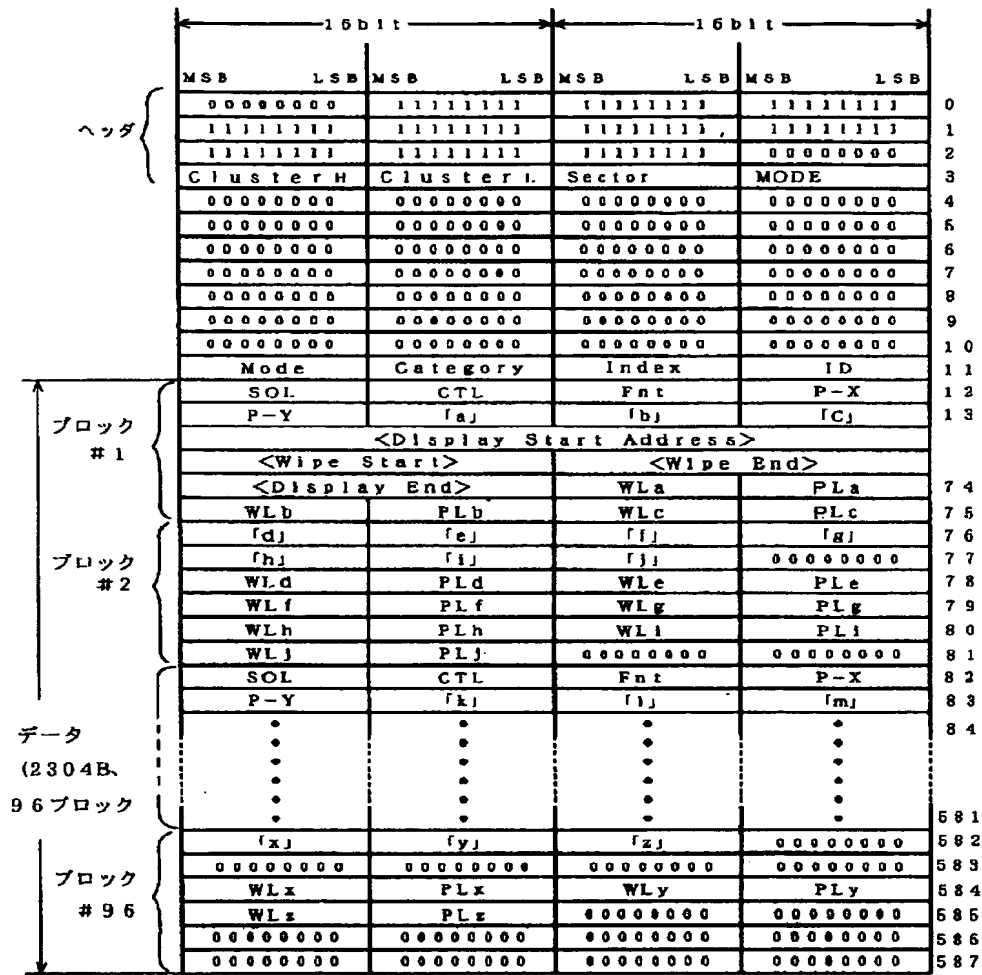 16bit 16bit
MSB LSB MSB LSB MSB LSB MSB LSB
ヘッダ
00000000 11111111 11111111 11111111 0
11111111 11111111 11111111 11111111 1
11111111 11111111 11111111 00000000 2
ClusterH ClusterL Sector MODE 3
00000000 00000000 00000000 00000000 4
00000000 00000000 00000000 00000000 5
00000000 00000000 00000000 00000000 6
00000000 00000000 00000000 00000000 7
00000000 00000000 00000000 00000000 8
00000000 00000000 00000000 00000000 9
00000000 00000000 00000000 00000000 10
Mode Category Index ID 11
ブロック
#1
SOL CTL Fnt P-X 12
P-Y 「a」 「b」 「C」 13
<Display Start Address>
<Wipe Start> <Wipe End>
<Display End> WLa PLa 74
WLb PLb WLc PLc 75
ブロック
#2
「d」 「e」 「f」 「g」 76
「h」 「i」 「j」 00000000 77
WLd PLd WLe PLe 78
WLf PLf WLg PLg 79
WLh PLh WLi PLi 80
WLj PLj 00000000 00000000 81
SOL CTL Fnt P-X 82
P-Y 「k」 「l」 「m」 83
84
データ
(2304B、
96ブロック
581
ブロック
#96
「x」 「y」 「z」 00000000 582
00000000 00000000 00000000 00000000 583
WLx PLx WLy PLy 584
WLz PLz 00000000 00000000 585
00000000 00000000 00000000 00000000 586
00000000 00000000 00000000 00000000 587